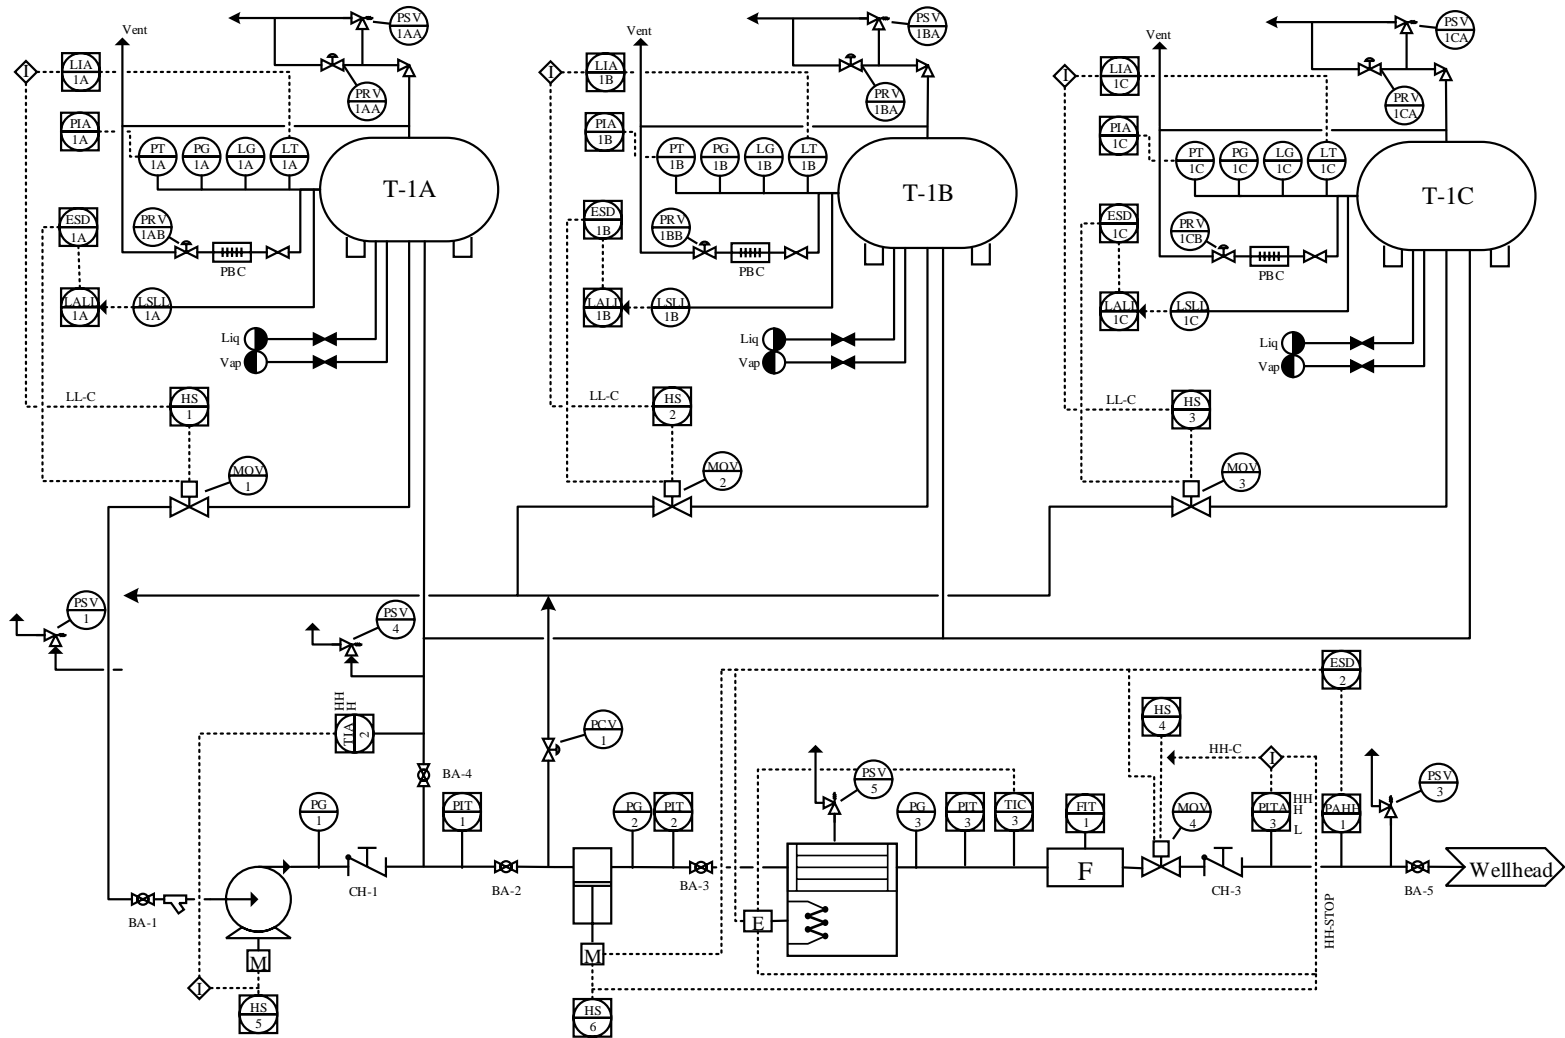 PSV
1AA
PSV
1BA
PSV
1CA
Vent
Vent
Vent
I
LIA
1A
I
LIA
1B
I
LIA
1C
PRV
1AA
PRV
1BA
PRV
1CA
PIA
1A
PIA
1B
PIA
1C
PT
1A
PG
1A
LG
1A
LT
1A
PT
1B
PG
1B
LG
1B
LT
1B
PT
1C
PG
1C
LG
1C
LT
1C
T-1A
T-1B
T-1C
ESD
1A
PRV
1AB
ESD
1B
PRV
1BB
ESD
1C
PRV
1CB
PBC
PBC
PBC
LALL
1A
LSLL
1A
LALL
1B
LSLL
1B
LALL
1C
LSLL
1C
Liq
Vap
Liq
Vap
Liq
Vap
LL-C
HS
1
LL-C
HS
2
LL-C
HS
3
MOV
1
MOV
2
MOV
3
PSV
1
PSV
4
ESD
2
HH
H
TIA
2
PCV
1
HS
4
HH-C
I
BA-4
PSV
5
PSV
3
PG
1
PIT
1
PG
2
PIT
2
PG
3
PIT
3
TIC
3
FIT
1
MOV
4
PITA
3
HH
H
L
PAHH
1
CH-1
BA-2
BA-3
F
CH-3
BA-5
Wellhead
BA-1
E
HH-STOP
M
M
I
HS
5
HS
6